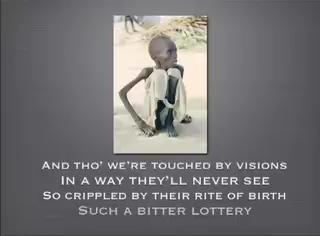 And tho' we're touched by visions
In a way they'll never see
So crippled by their rite of birth
Such a bitter lottery